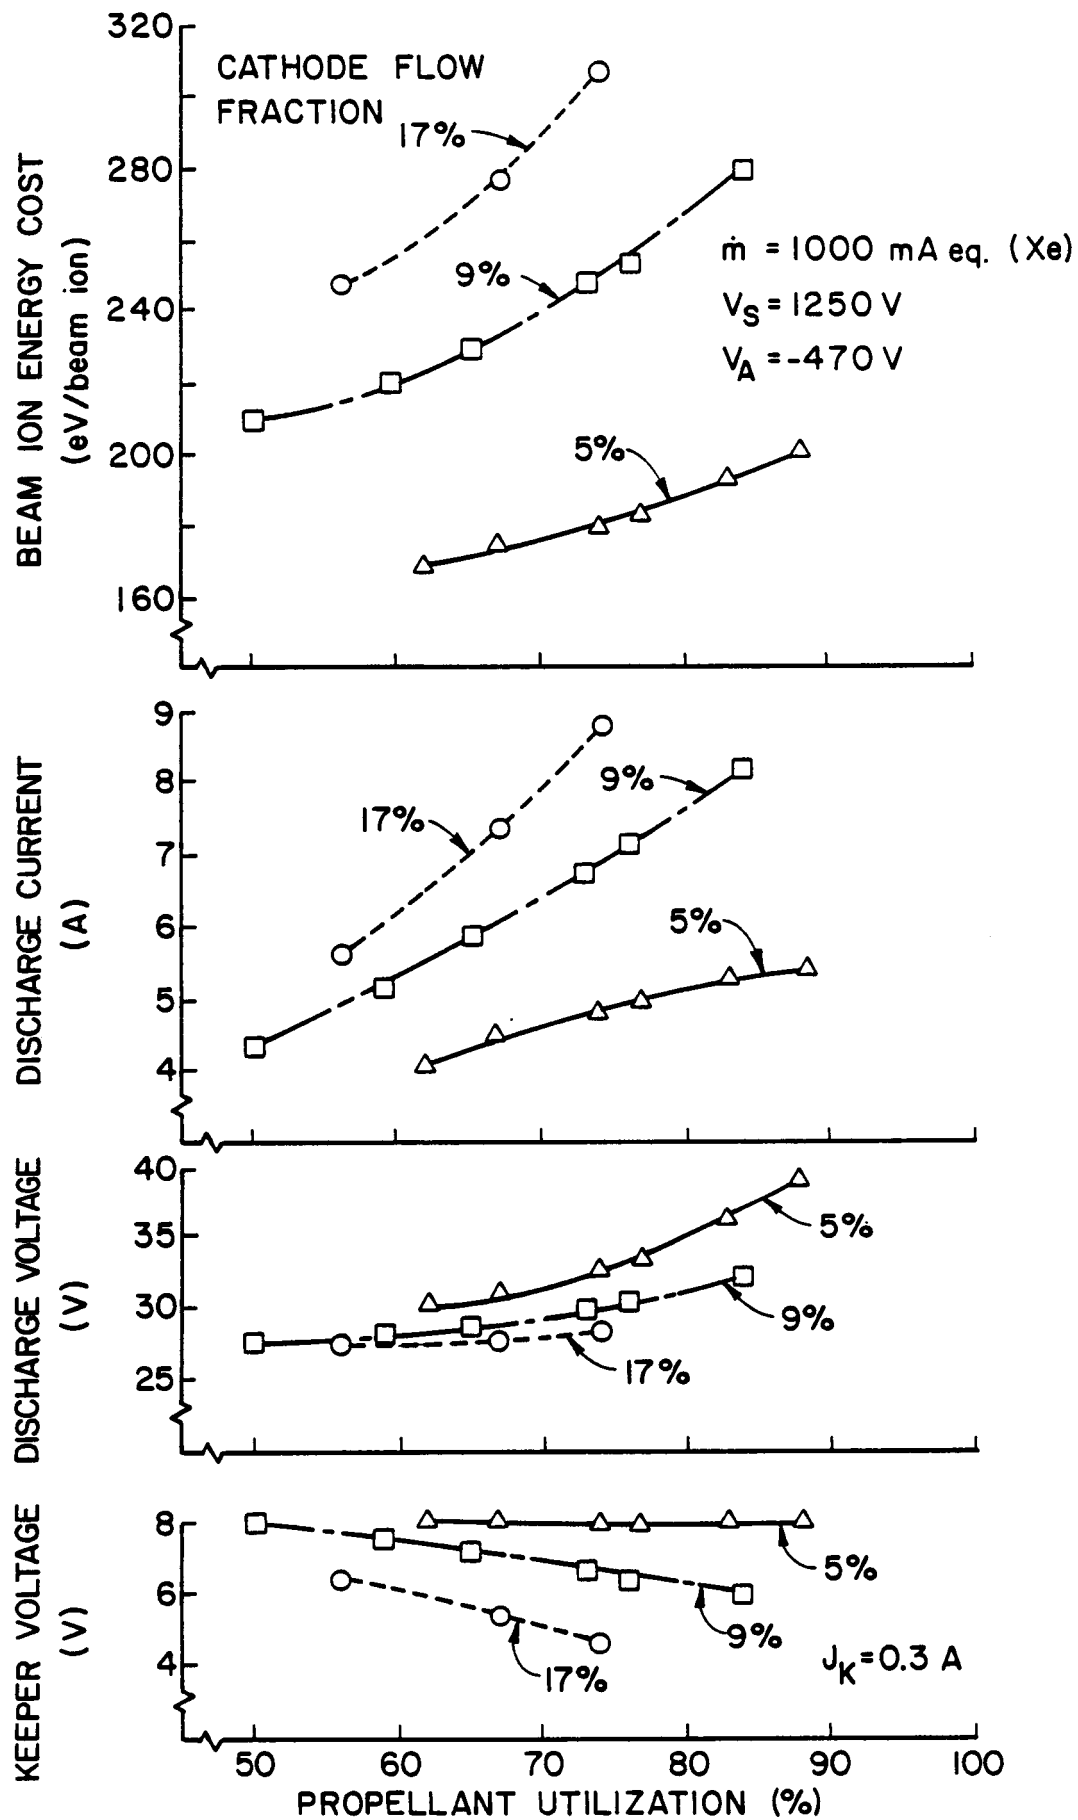 320
CATHODE FLOW
FRACTION
17%
280
9%
ṁ = 1000 mA eq. (Xe)
V_S = 1250 V
240
V_A = -470 V
5%
200
160
BEAM ION ENERGY COST
(eV/beam ion)
9
8
9%
17%
7
6
5%
5
4
DISCHARGE CURRENT
(A)
40
35
5%
30
9%
17%
25
DISCHARGE VOLTAGE
(V)
8
5%
6
9%
J_K = 0.3 A
4
17%
KEEPER VOLTAGE
(V)
50 60 70 80 90 100
PROPELLANT UTILIZATION (%)